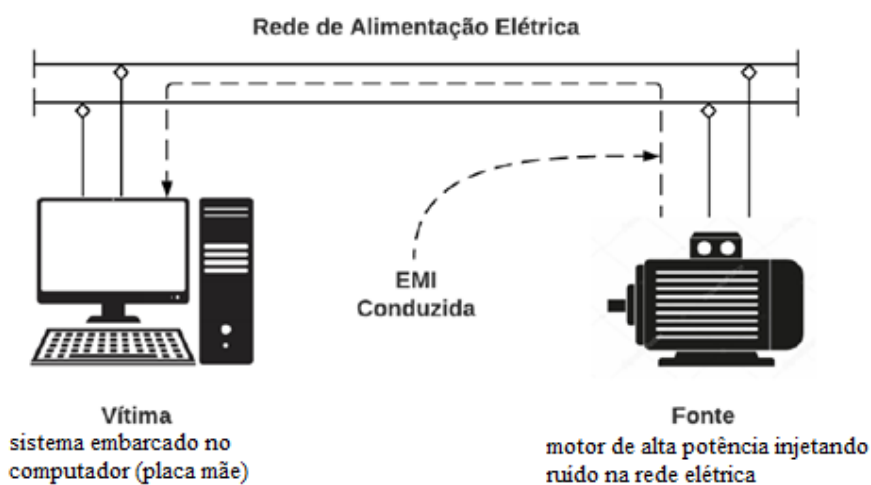 Rede de Alimentação Elétrica
EMI
Conduzida
Vítima
sistema embarcado no
computador (placa mãe)
Fonte
motor de alta potência injetando
ruido na rede elétrica